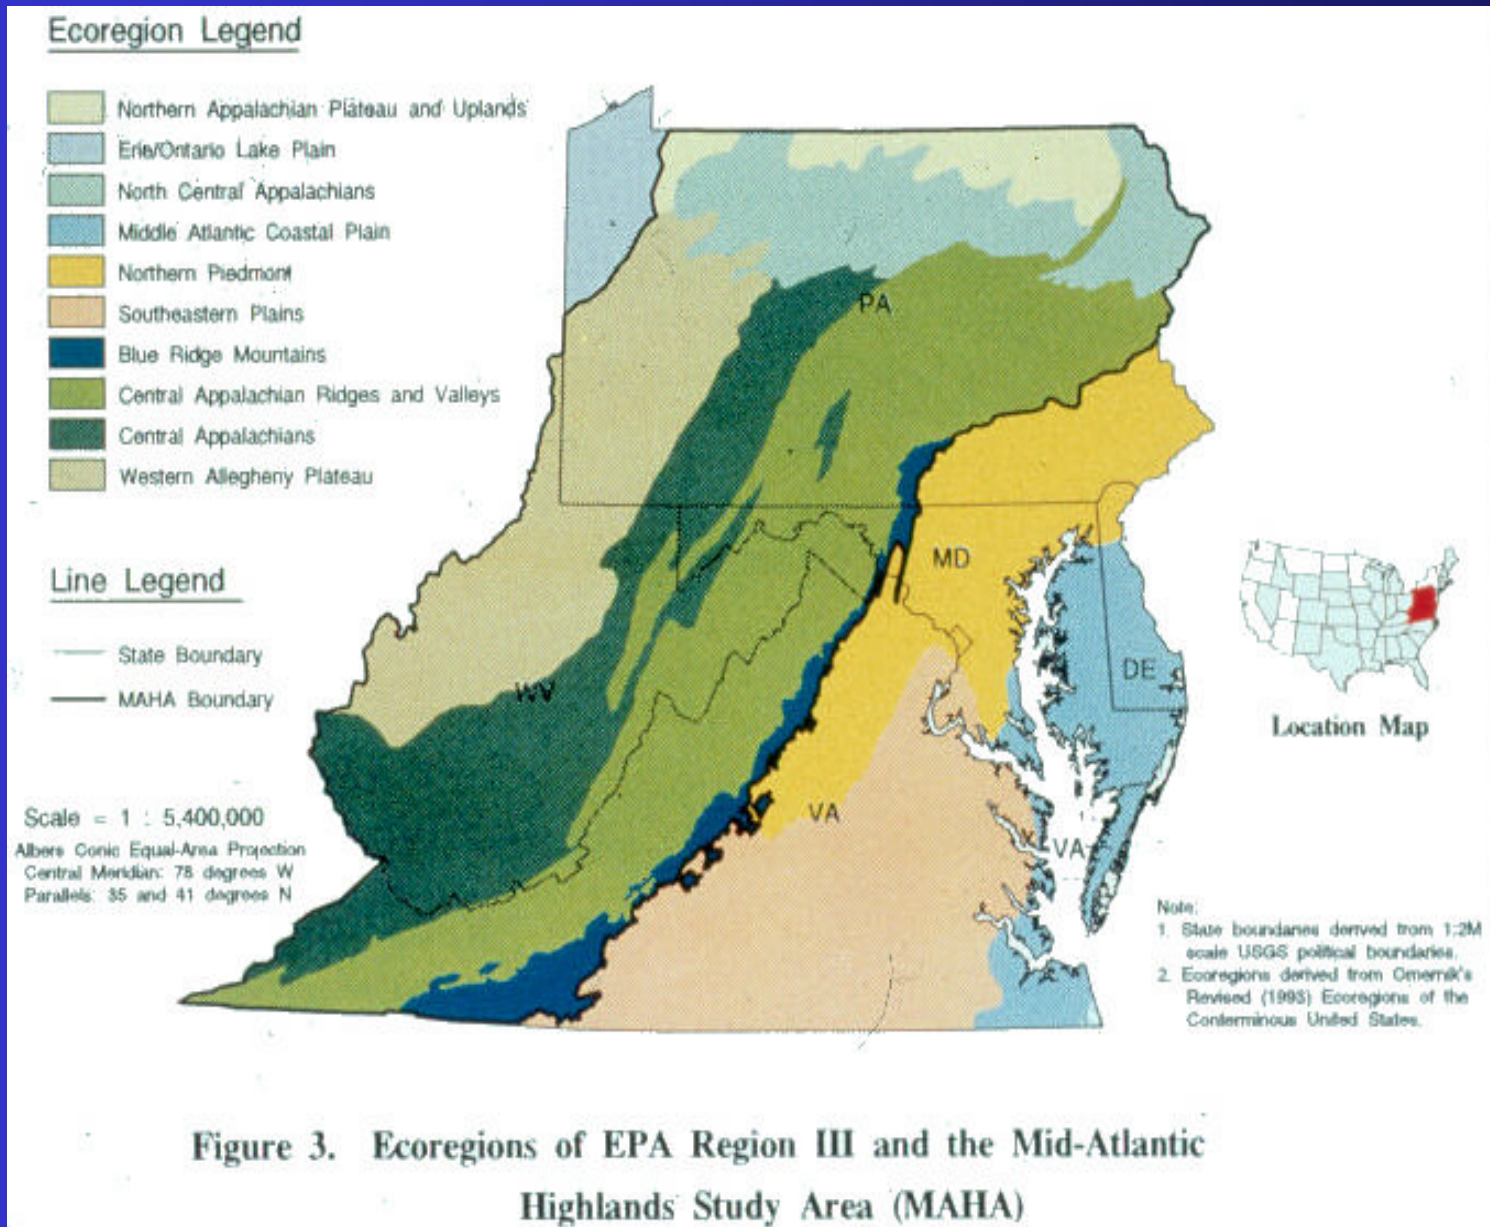 Ecoregion Legend
Northern Appalachian Plateau and Uplands
Erie/Ontario Lake Plain
North Central Appalachians
Middle Atlantic Coastal Plain
Northern Piedmont
Southeastern Plains
Blue Ridge Mountains
Central Appalachian Ridges and Valleys
Central Appalachians
Western Allegheny Plateau
Line Legend
State Boundary
MAHA Boundary
Scale = 1 : 5,400,000
Albers Conic Equal-Area Projection
Central Meridian: 78 degrees W
Parallels: 35 and 41 degrees N
PA
MD
DE
WV
VA
VA
Location Map
Note:
1. State boundaries derived from 1:2M
scale USGS political boundaries.
2. Ecoregions derived from Omernik's
Revised (1993) Ecoregions of the
Conterminous United States.
Figure 3. Ecoregions of EPA Region III and the Mid-Atlantic
Highlands Study Area (MAHA)